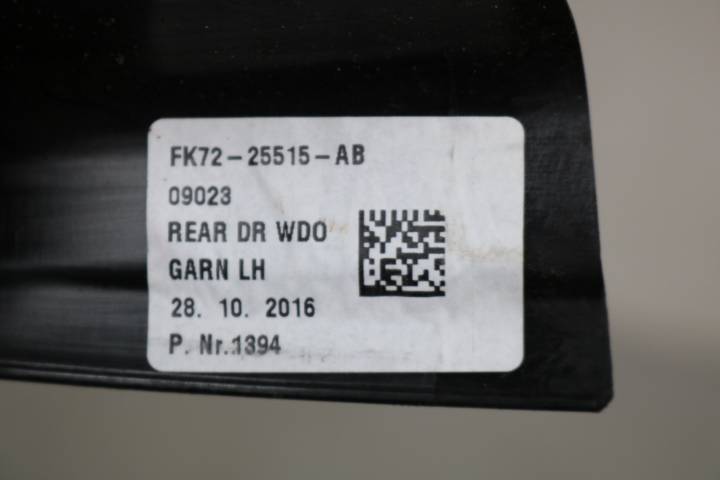 FK72-25515-AB
09023
REAR DR WDO
GARN LH
28. 10. 2016
P. Nr.1394